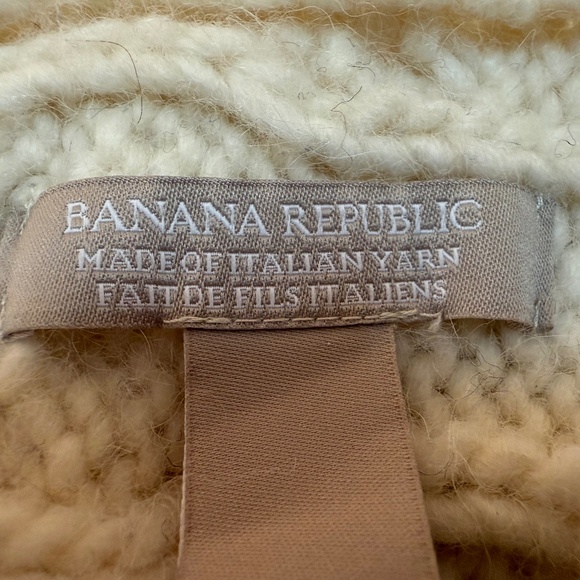 BANANA REPUBLIC
MADE OF ITALIAN YARN
FAIT DE FILS ITALIENS